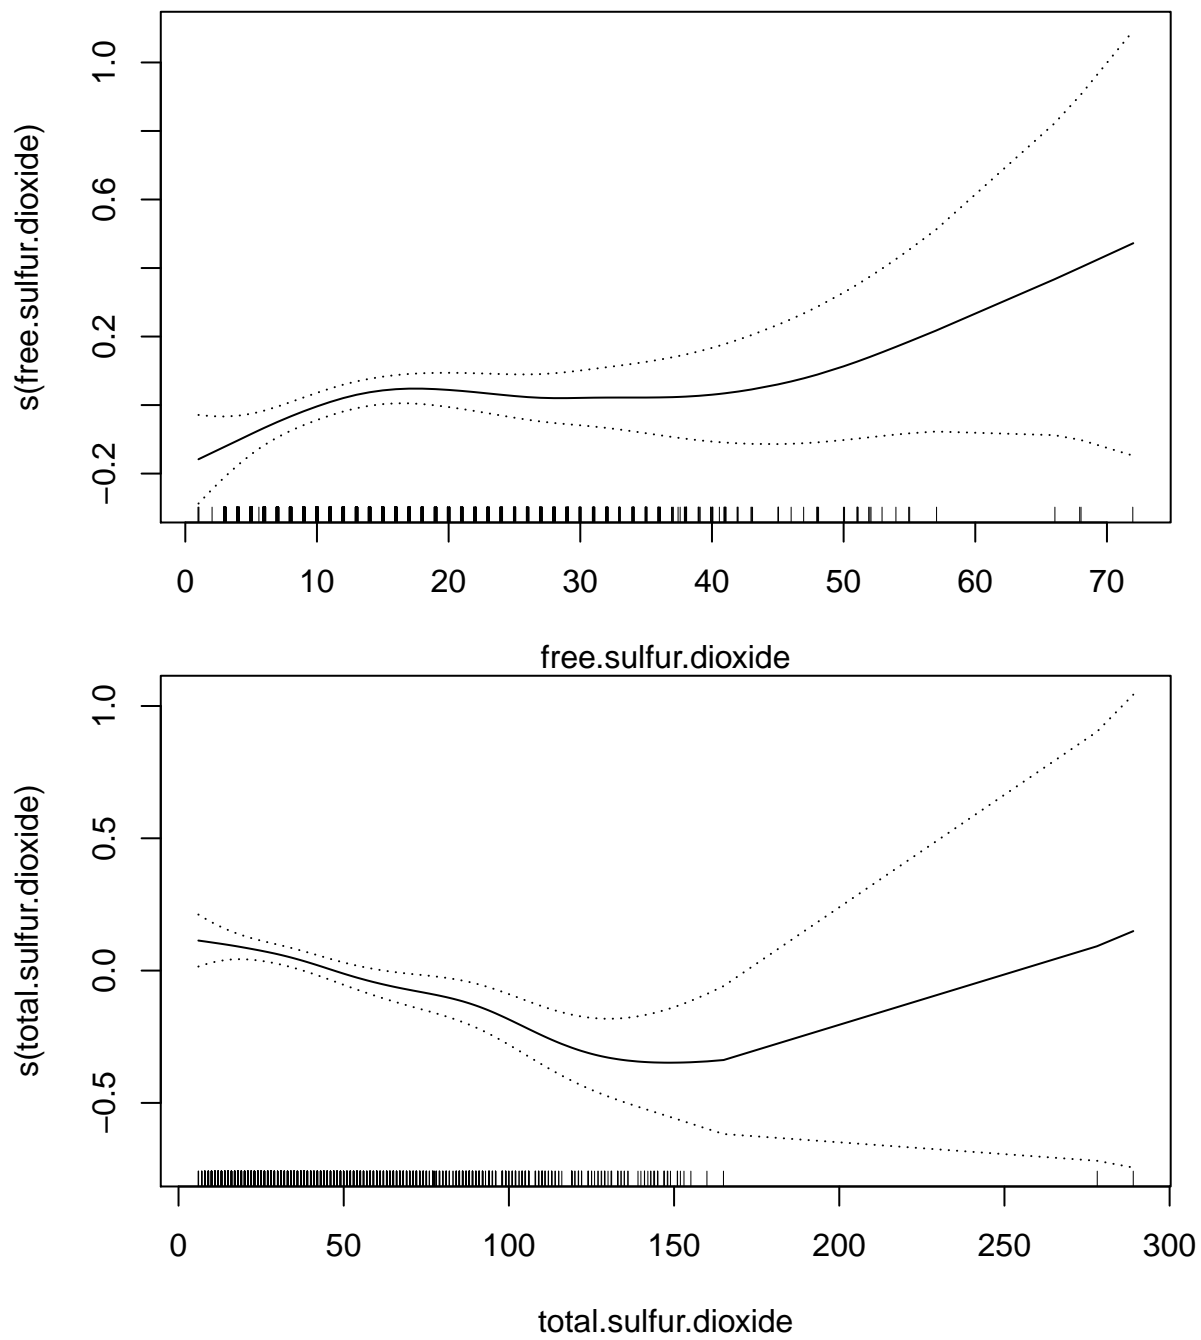 s(free.sulfur.dioxide)
1.0
0.6
0.2
−0.2
0 10 20 30 40 50 60 70
free.sulfur.dioxide
s(total.sulfur.dioxide)
1.0
0.5
0.0
−0.5
0 50 100 150 200 250 300
total.sulfur.dioxide